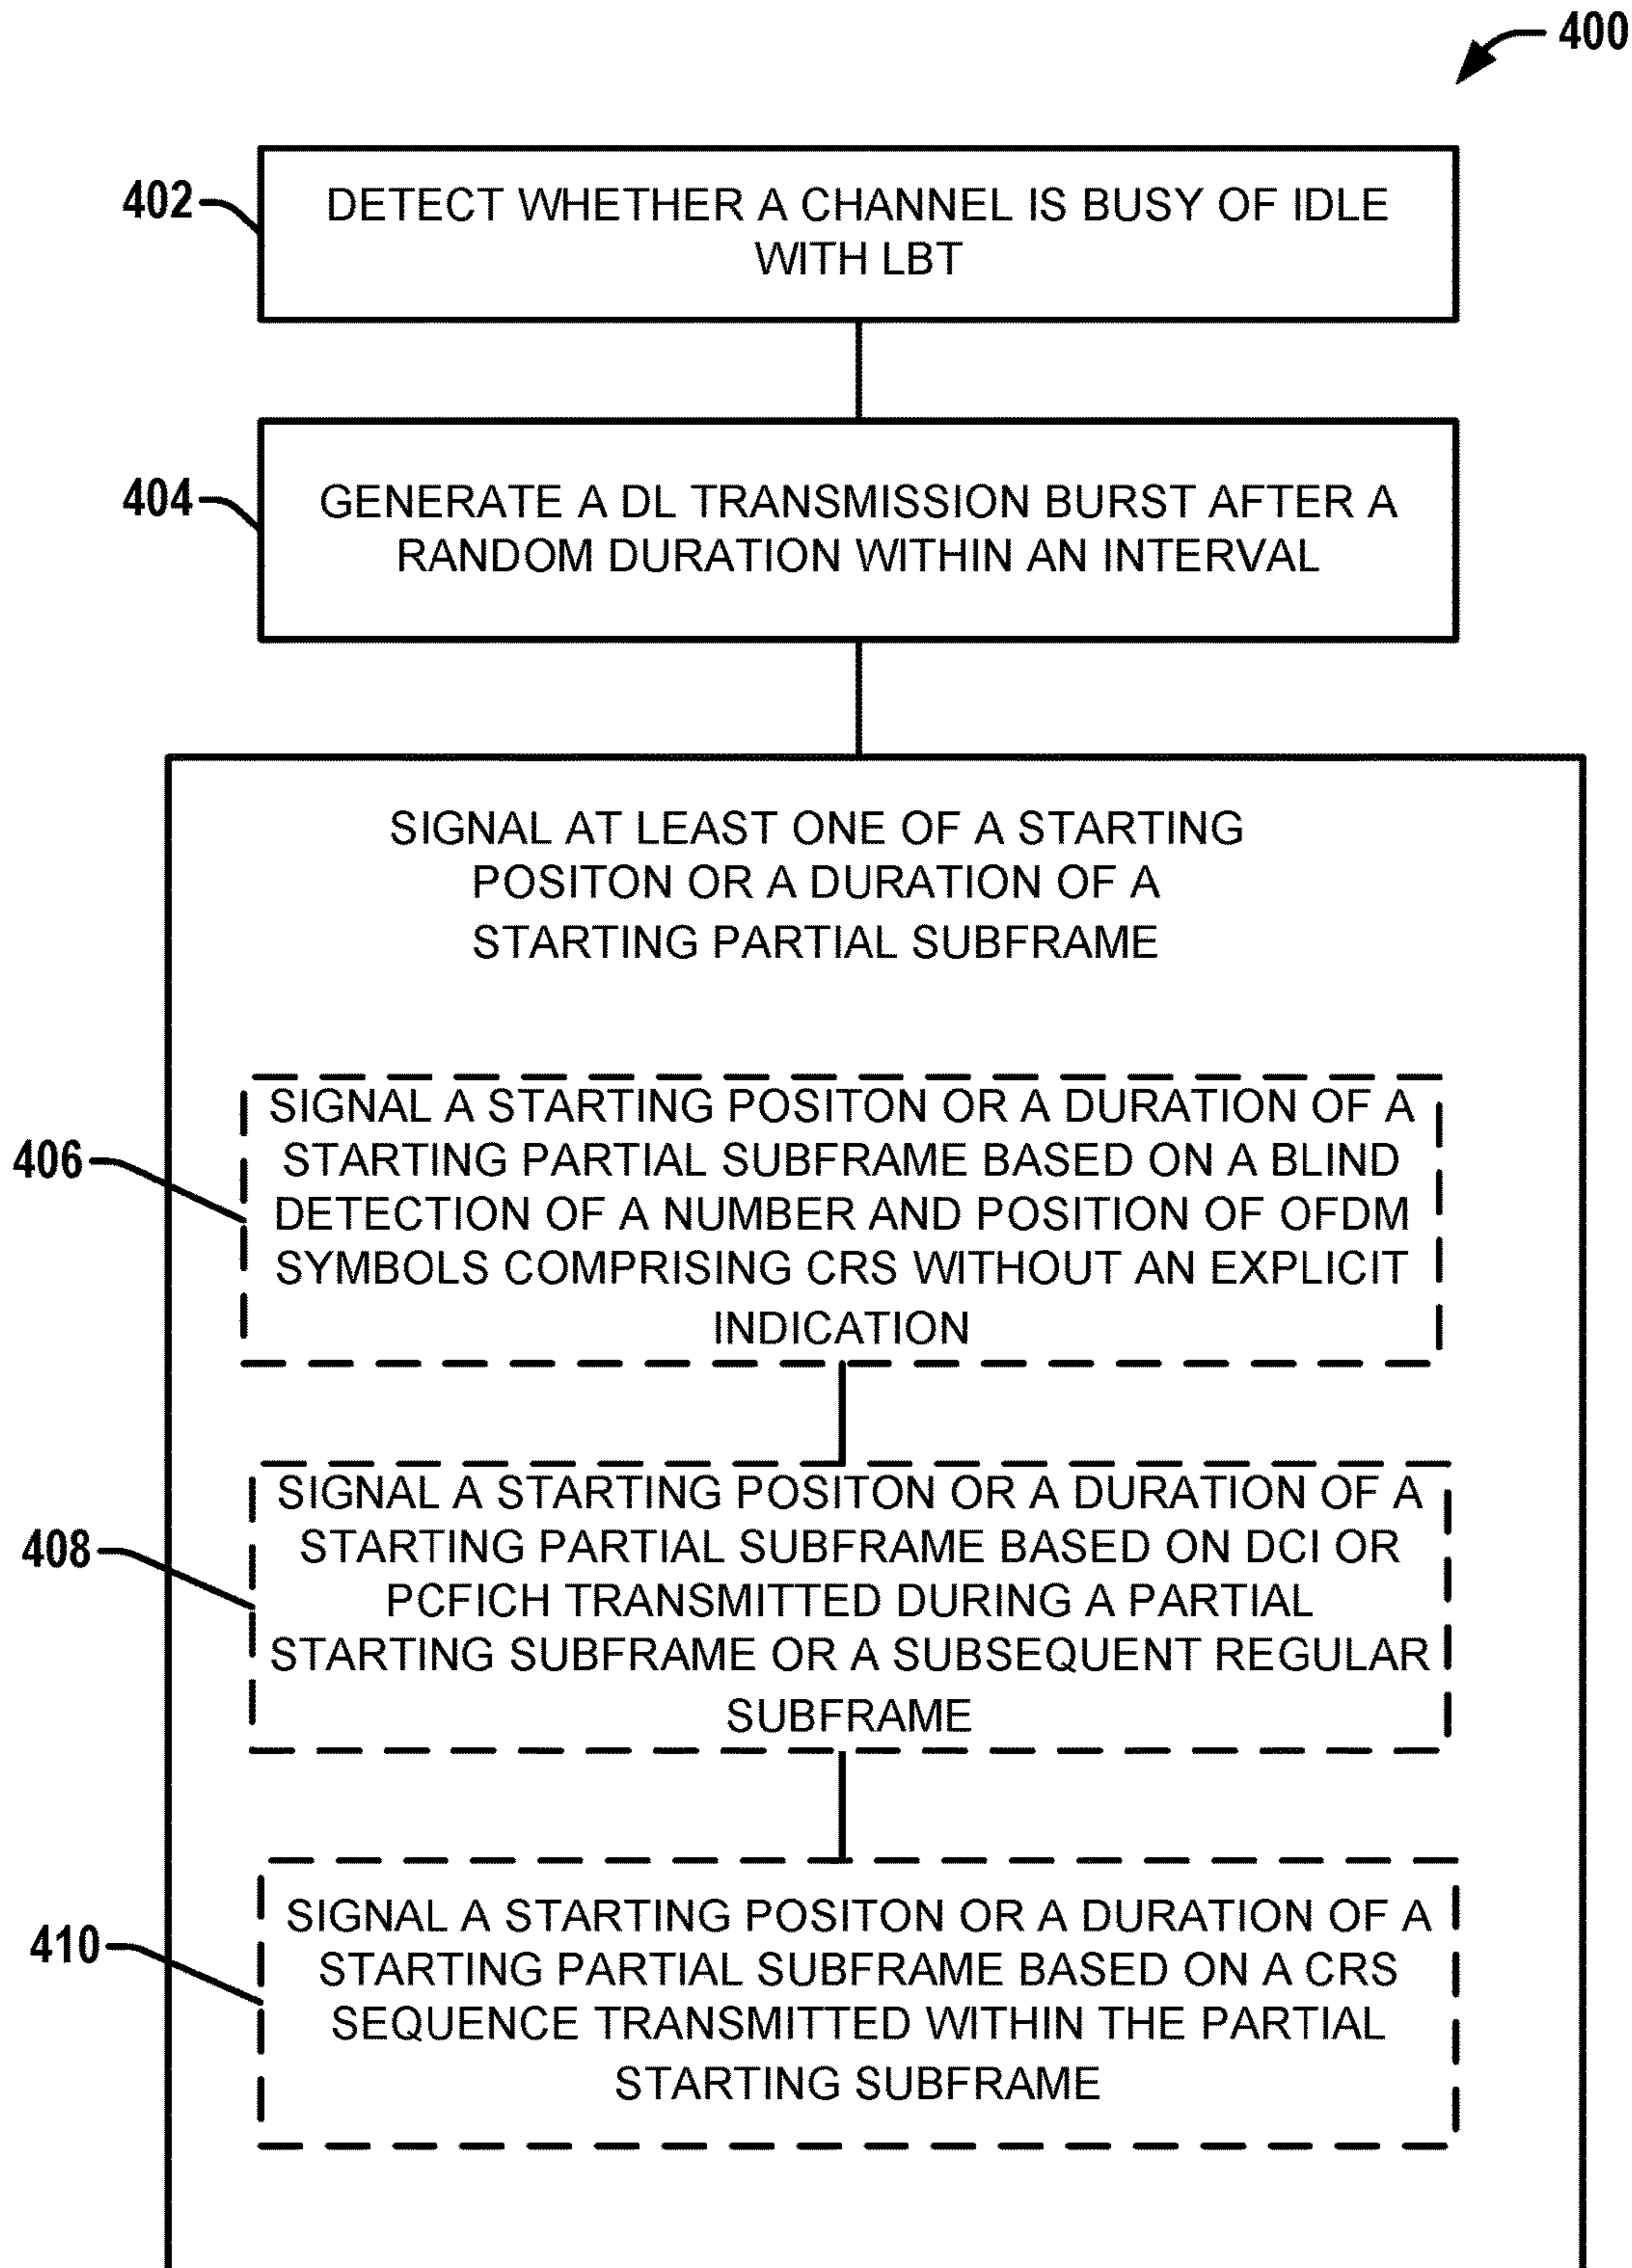 400
402
DETECT WHETHER A CHANNEL IS BUSY OF IDLE
WITH LBT
404
GENERATE A DL TRANSMISSION BURST AFTER A
RANDOM DURATION WITHIN AN INTERVAL
SIGNAL AT LEAST ONE OF A STARTING
POSITON OR A DURATION OF A
STARTING PARTIAL SUBFRAME
406
SIGNAL A STARTING POSITON OR A DURATION OF A
STARTING PARTIAL SUBFRAME BASED ON A BLIND
DETECTION OF A NUMBER AND POSITION OF OFDM
SYMBOLS COMPRISING CRS WITHOUT AN EXPLICIT
INDICATION
408
SIGNAL A STARTING POSITON OR A DURATION OF A
STARTING PARTIAL SUBFRAME BASED ON DCI OR
PCFICH TRANSMITTED DURING A PARTIAL
STARTING SUBFRAME OR A SUBSEQUENT REGULAR
SUBFRAME
410
SIGNAL A STARTING POSITON OR A DURATION OF A
STARTING PARTIAL SUBFRAME BASED ON A CRS
SEQUENCE TRANSMITTED WITHIN THE PARTIAL
STARTING SUBFRAME